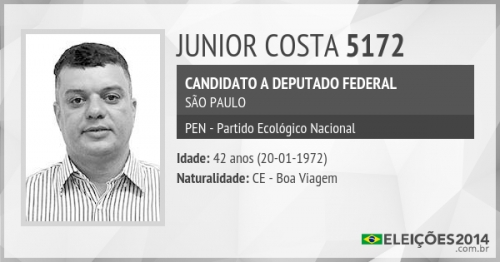 JUNIOR COSTA 5172
CANDIDATO A DEPUTADO FEDERAL
SÃO PAULO
PEN - Partido Ecológico Nacional
Idade: 42 anos (20-01-1972)
Naturalidade: CE - Boa Viagem
ELEIÇÕES2014
.com.br